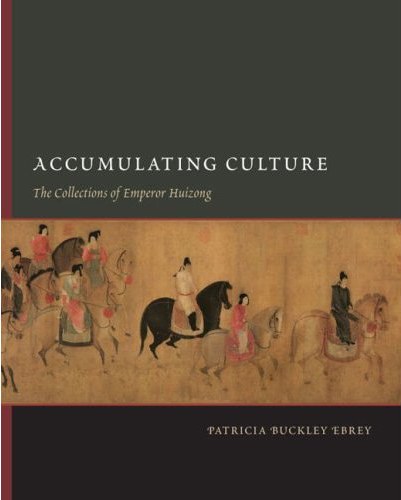 ACCUMULATING CULTURE
The Collections of Emperor Huizong
PATRICIA BUCKLEY EBREY